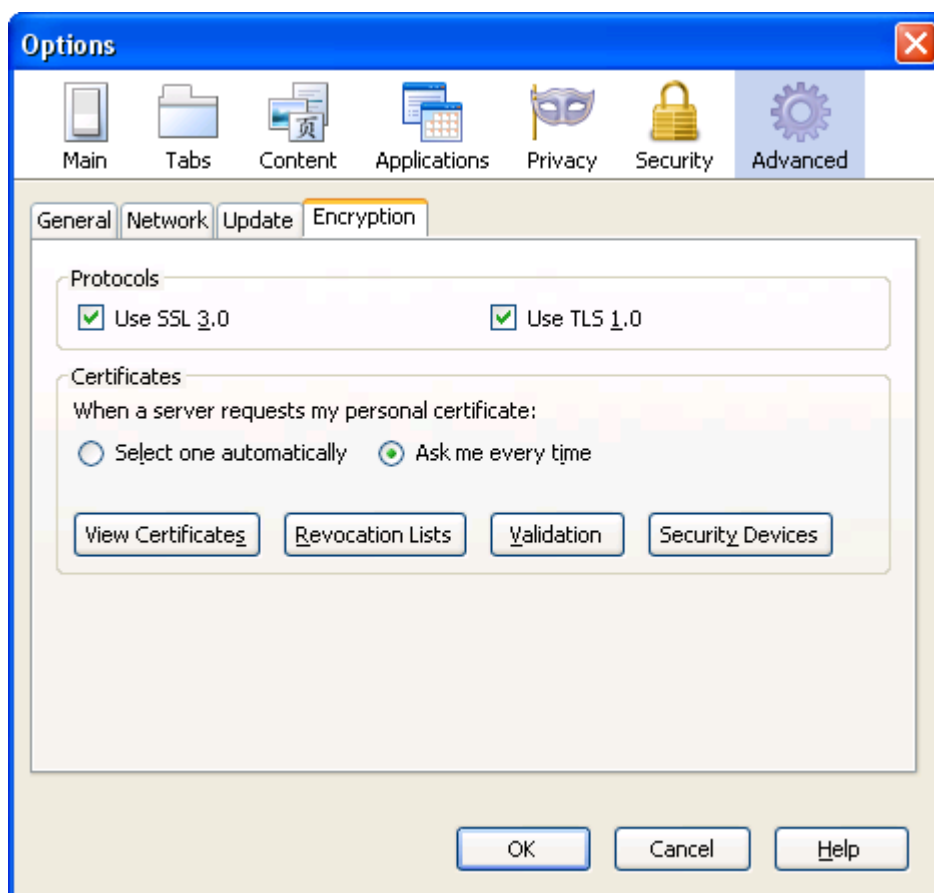 Options
页
Main Tabs Content Applications Privacy Security Advanced
General Network Update Encryption
Protocols
Use SSL 3.0 Use TLS 1.0
Certificates
When a server requests my personal certificate:
Select one automatically Ask me every time
View Certificates Revocation Lists Validation Security Devices
OK Cancel Help